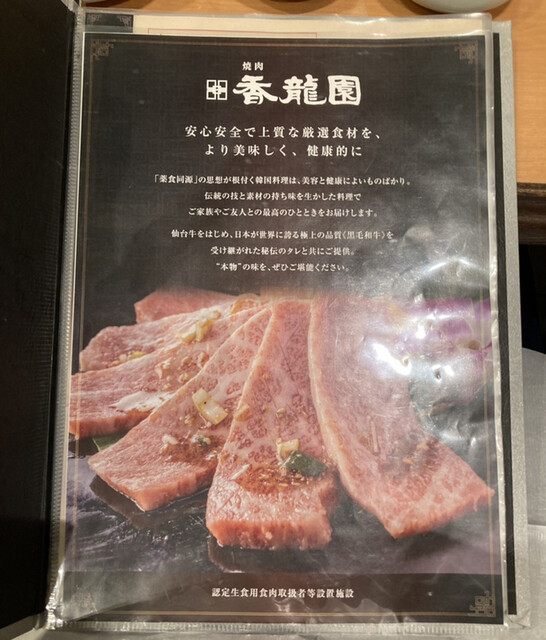 焼肉
香龍園
安心安全で上質な厳選食材を、
より美味しく、健康的に
「薬食同源」の思想が根付く韓国料理は、美容と健康によいものばかり。
伝統の技と素材の持ち味を生かした料理で
ご家族やご友人との最高のひとときをお届けします。
仙台牛をはじめ、日本が世界に誇る極上の品質《黒毛和牛》を
受け継がれた秘伝のタレと共にご提供。
“本物”の味を、ぜひご堪能ください。
認定生食用食肉取扱者等設置施設